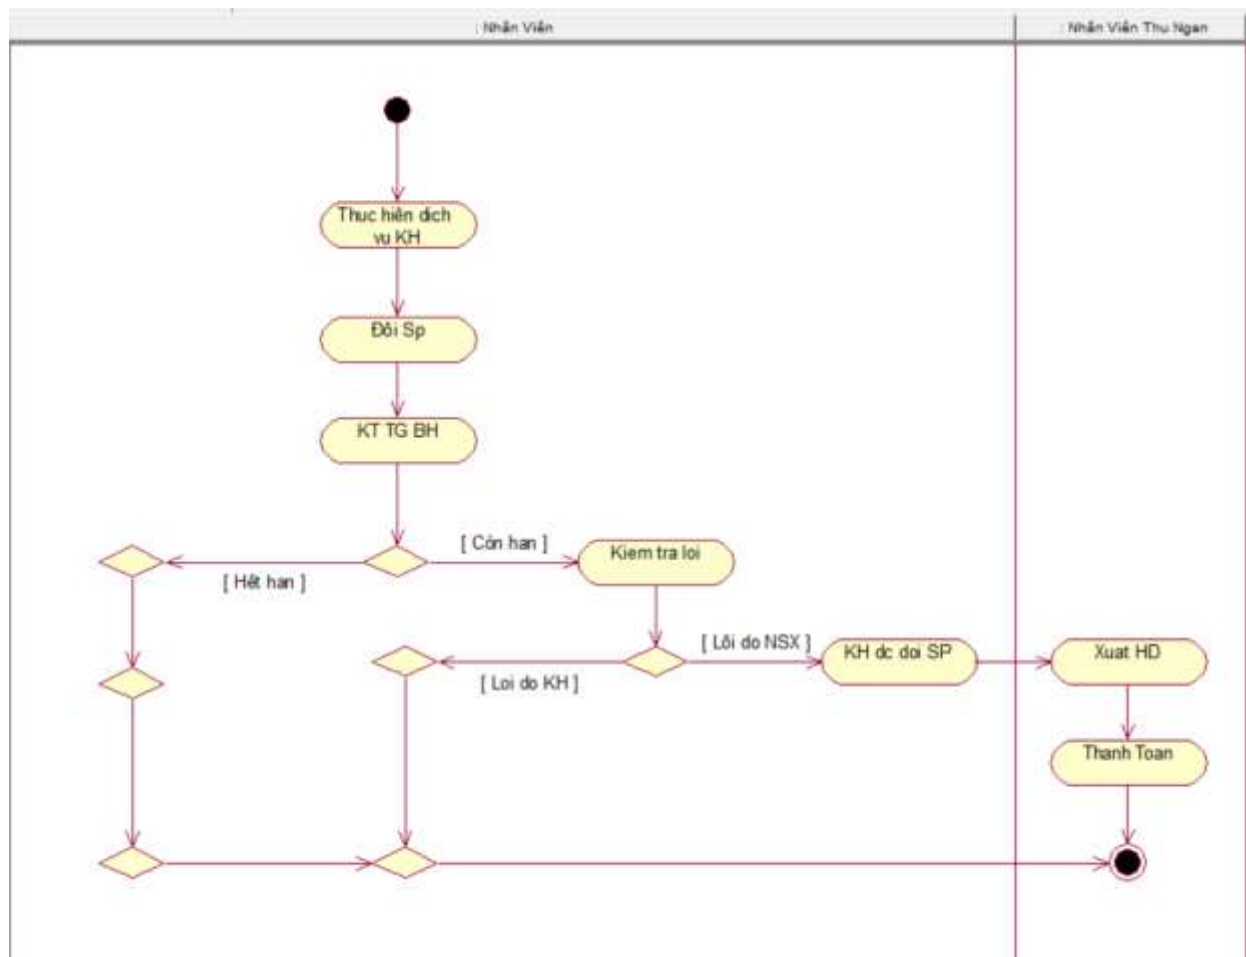 : Nhân Viên
: Nhân Viên Thu Ngan
Thuc hiên dich
vu KH
Đôi Sp
KT TG BH
[ Còn han ]
Kiem tra loi
[ Hêt han ]
[ Lôi do NSX ]
KH dc doi SP
Xuat HD
[ Loi do KH ]
Thanh Toan